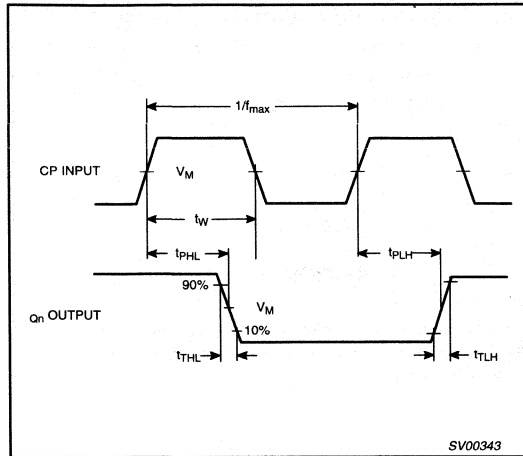 1/fmax
CP INPUT
VM
tW
tPHL
tPLH
90%
VM
Qn OUTPUT
10%
tTHL
tTLH
SV00343